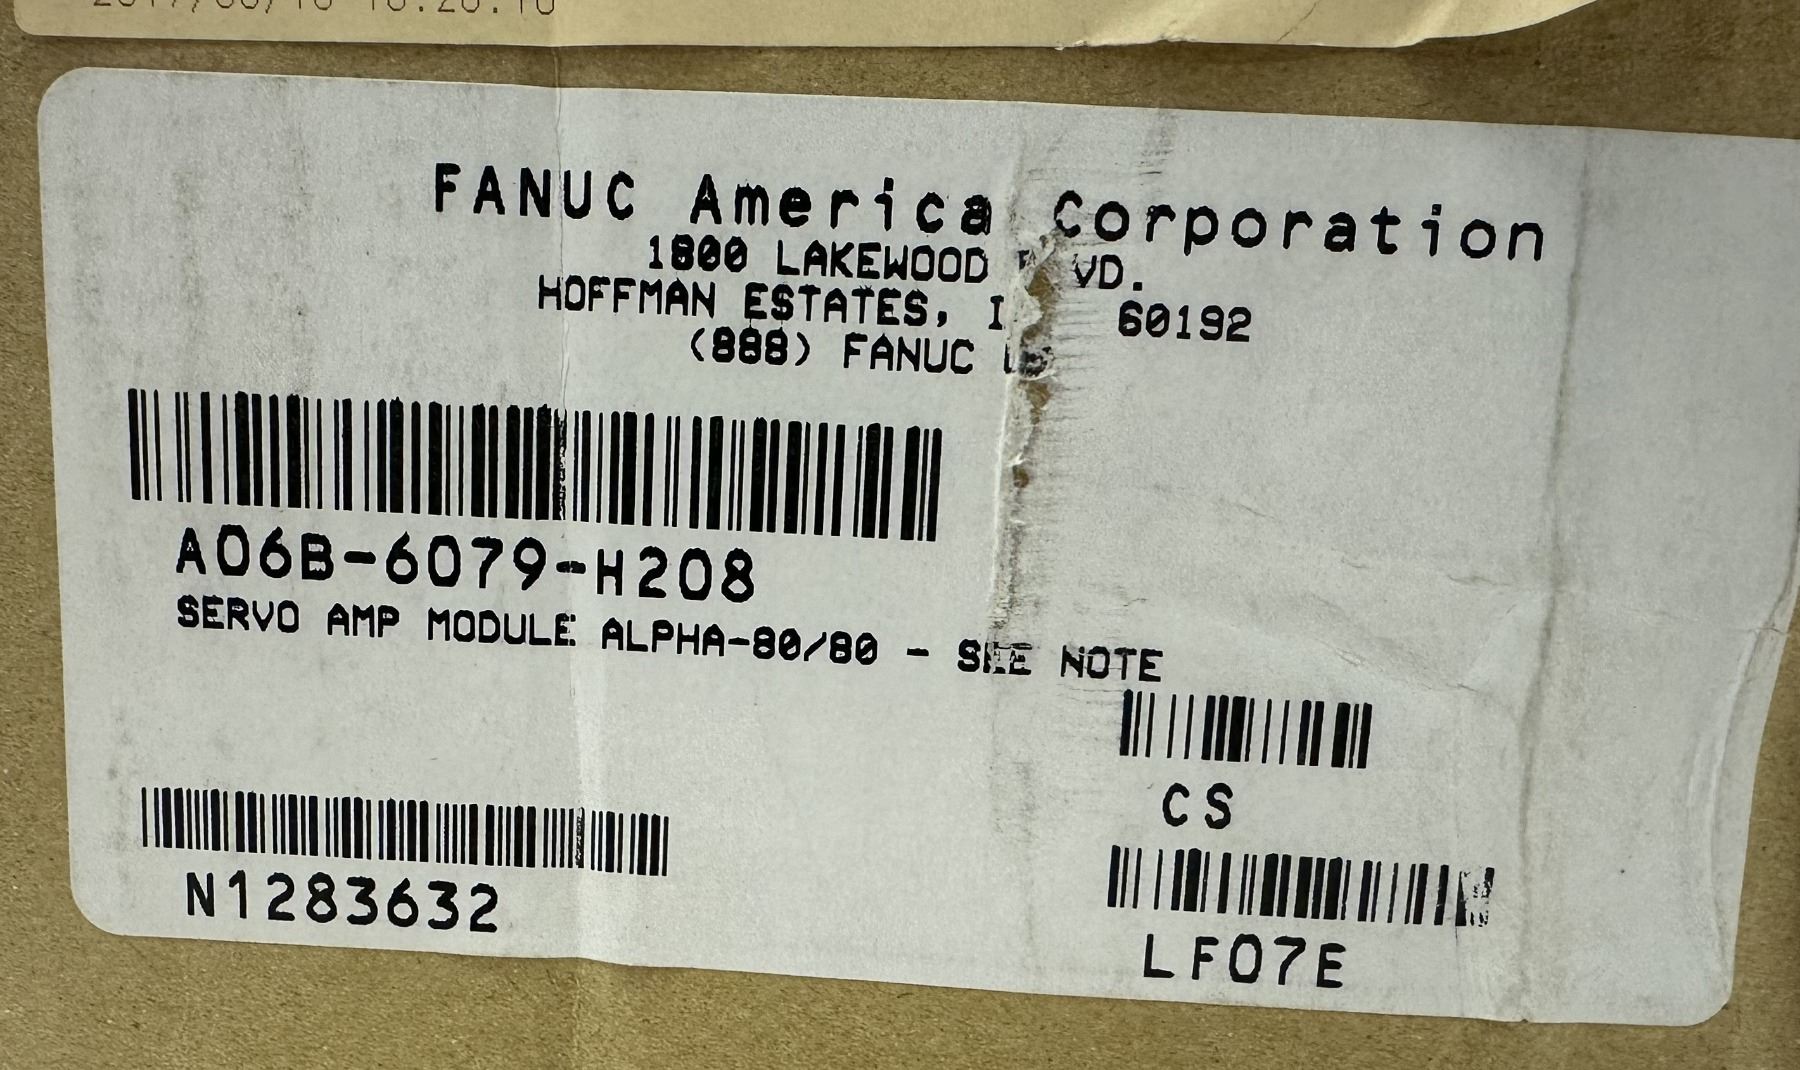 FANUC America Corporation
1800 LAKEWOOD
HOFFMAN ESTATES, 60192
(888) FANUC
A06B-6079-H208
SERVO AMP MODULE ALPHA-80/80 - SEE NOTE
CS
N1283632
LF07E